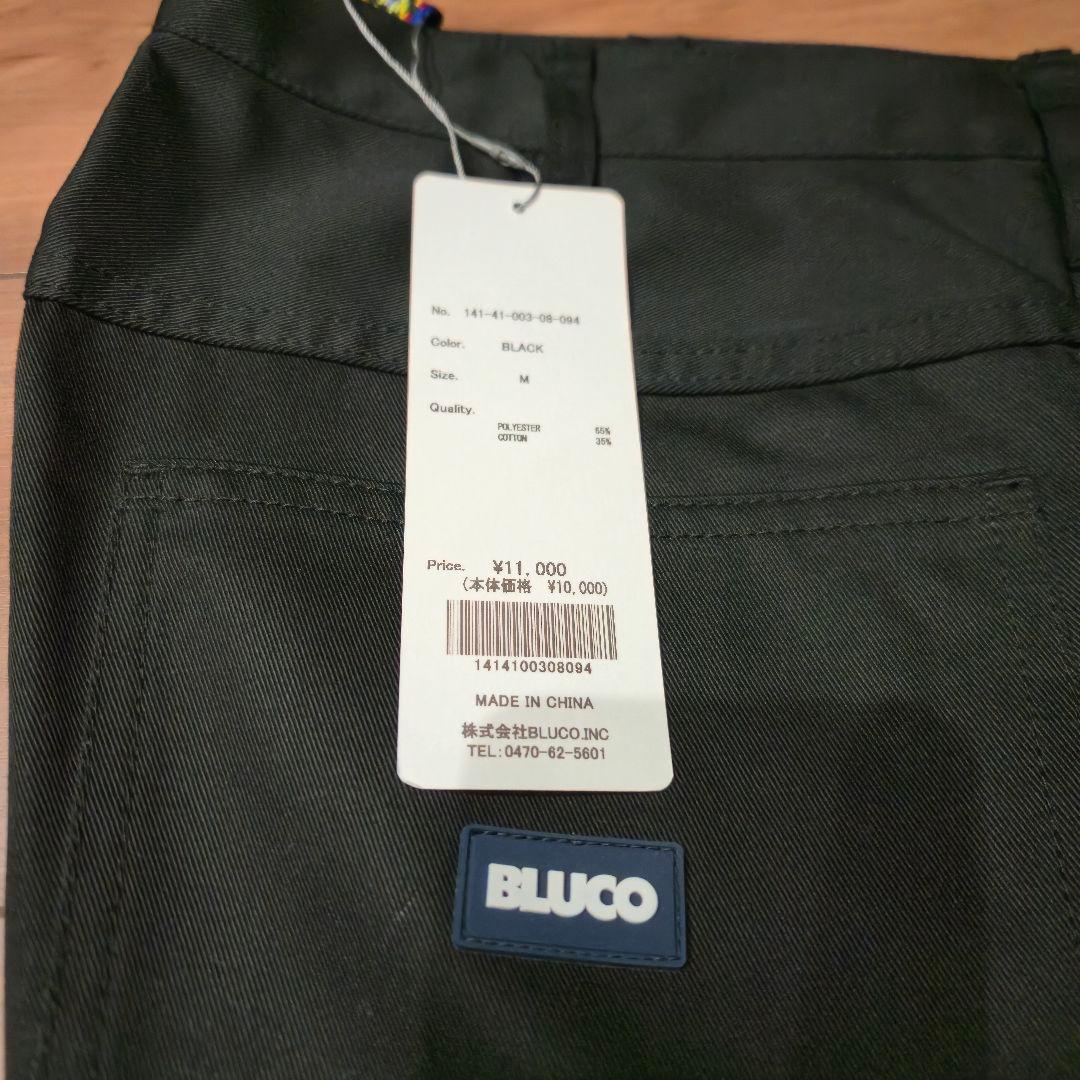 No. 141-41-003-08-094
Color. BLACK
Size. M
Quality.
POLYESTER 65%
COTTON 35%
Price. ¥11,000
(本体価格 ¥10,000)
1414100308094
MADE IN CHINA
株式会社BLUCO.INC
TEL:0470-62-5601
BLUCO